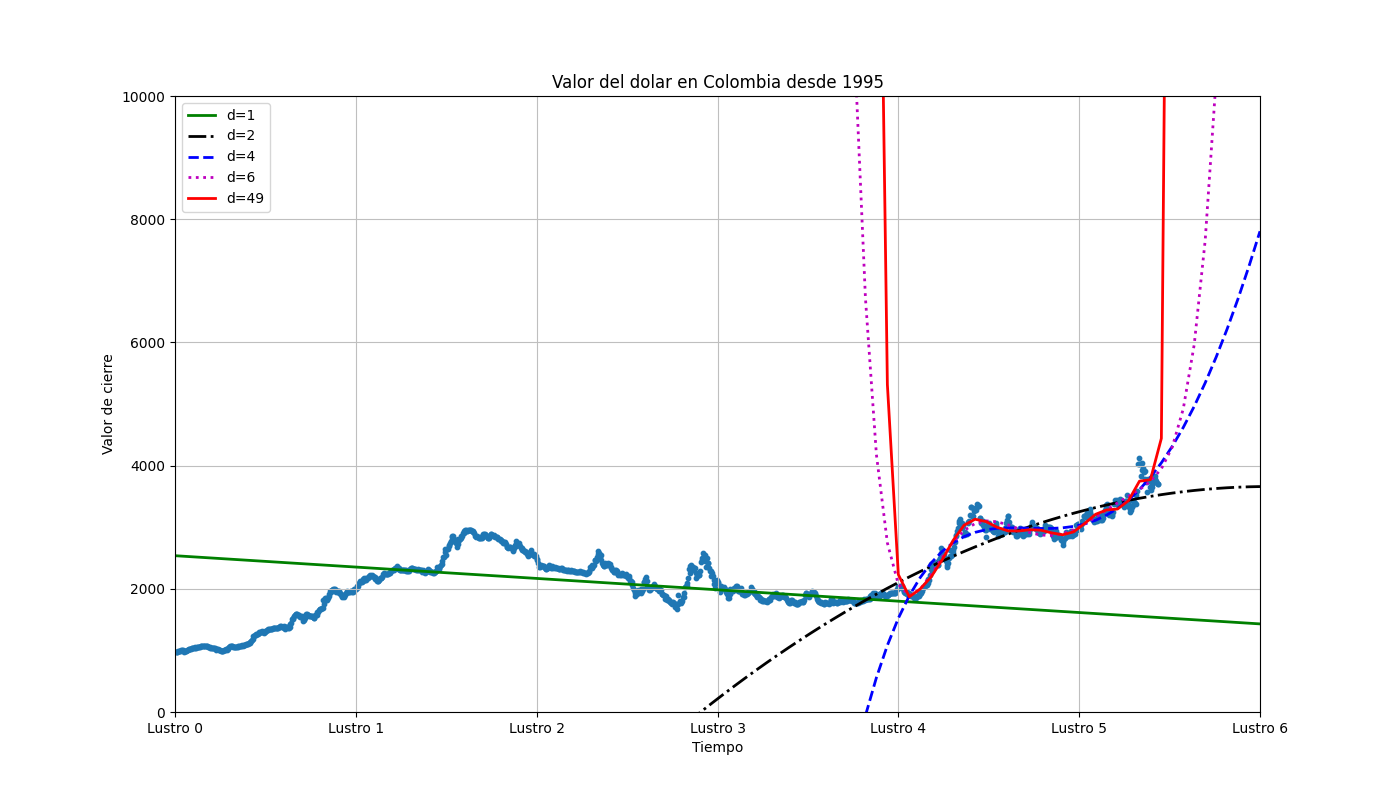 Valor del dolar en Colombia desde 1995
10000
8000
6000
4000
2000
0
Valor de cierre
d=1
d=2
d=4
d=6
d=49
Lustro 0
Lustro 1
Lustro 2
Lustro 3
Lustro 4
Lustro 5
Lustro 6
Tiempo